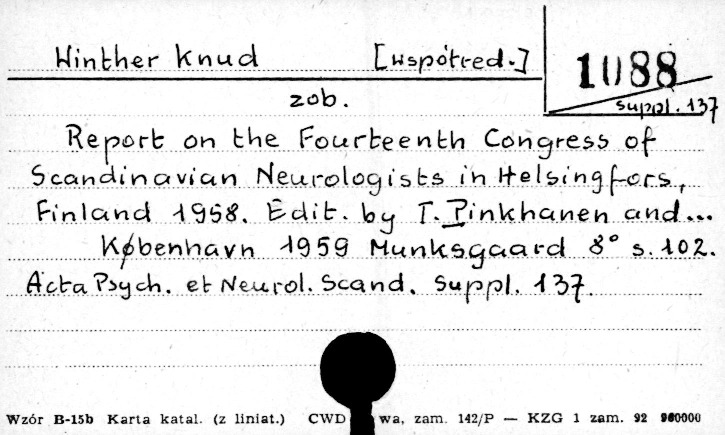 Winther Knud [współred.]
1088
suppl. 137
zob.
Report on the Fourteenth Congress of
Scandinavian Neurologists in Helsingfors,
Finland 1958. Edit. by T. Pinkhanen and...
København 1959 Munksgaard 8° s. 102.
Acta Psych. et Neurol. Scand. Suppl. 137.
Wzór B-15b Karta katal. (z liniat.) CWD wa, zam. 142/P — KZG 1 zam. 92